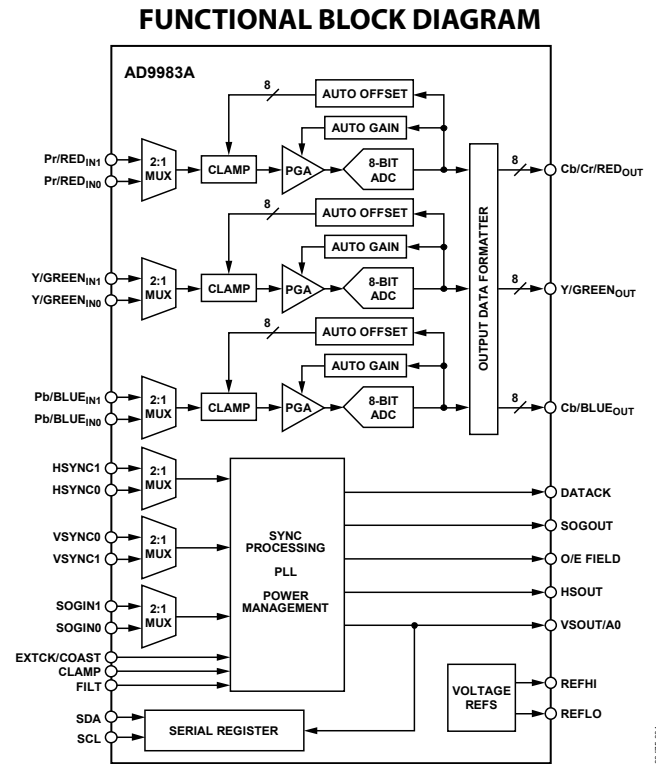 FUNCTIONAL BLOCK DIAGRAM
AD9983A
8
AUTO OFFSET
AUTO GAIN
Pr/REDIN1
Pr/REDIN0
2:1
MUX
CLAMP
PGA
8-BIT
ADC
8
Cb/Cr/REDOUT
8
AUTO OFFSET
AUTO GAIN
Y/GREENIN1
Y/GREENIN0
2:1
MUX
CLAMP
PGA
8-BIT
ADC
OUTPUT DATA FORMATTER
8
Y/GREENOUT
8
AUTO OFFSET
AUTO GAIN
Pb/BLUEIN1
Pb/BLUEIN0
2:1
MUX
CLAMP
PGA
8-BIT
ADC
8
Cb/BLUEOUT
HSYNC1
HSYNC0
2:1
MUX
VSYNC0
VSYNC1
2:1
MUX
SOGIN1
SOGIN0
2:1
MUX
EXTCK/COAST
CLAMP
FILT
SYNC
PROCESSING
PLL
POWER
MANAGEMENT
DATACK
SOGOUT
O/E FIELD
HSOUT
VSOUT/A0
SDA
SCL
SERIAL REGISTER
VOLTAGE
REFS
REFHI
REFLO